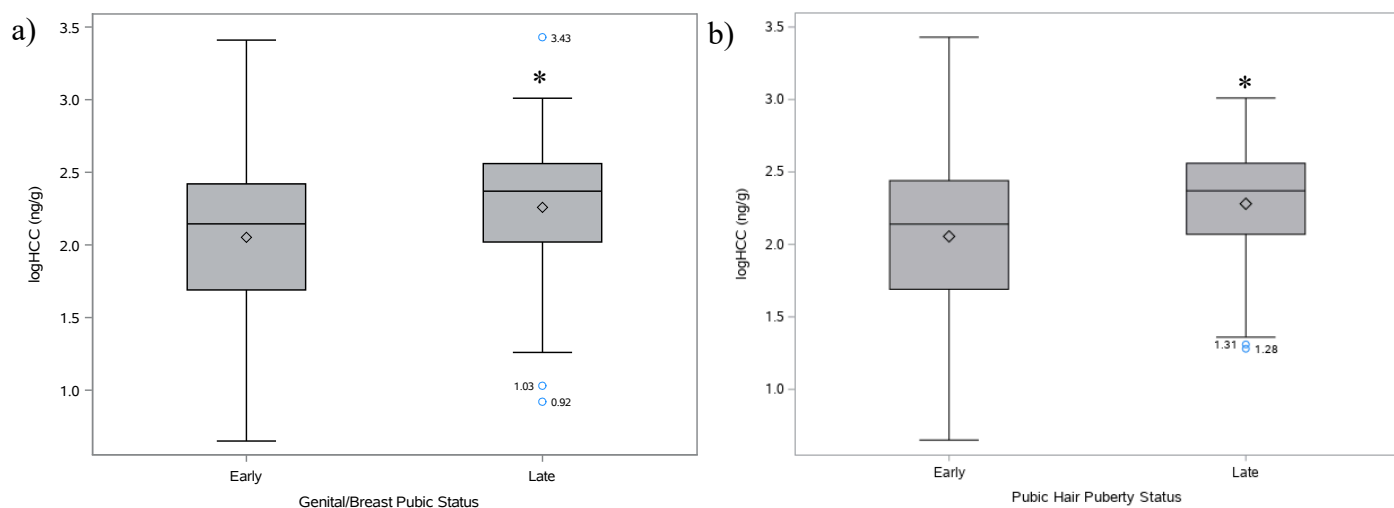 a)
3.5
3.0
2.5
2.0
1.5
1.0
logHCC (ng/g)
3.43
*
1.03
0.92
Early
Late
Genital/Breast Pubic Status
b)
3.5
3.0
2.5
2.0
1.5
1.0
logHCC (ng/g)
*
1.31
1.28
Early
Late
Pubic Hair Puberty Status